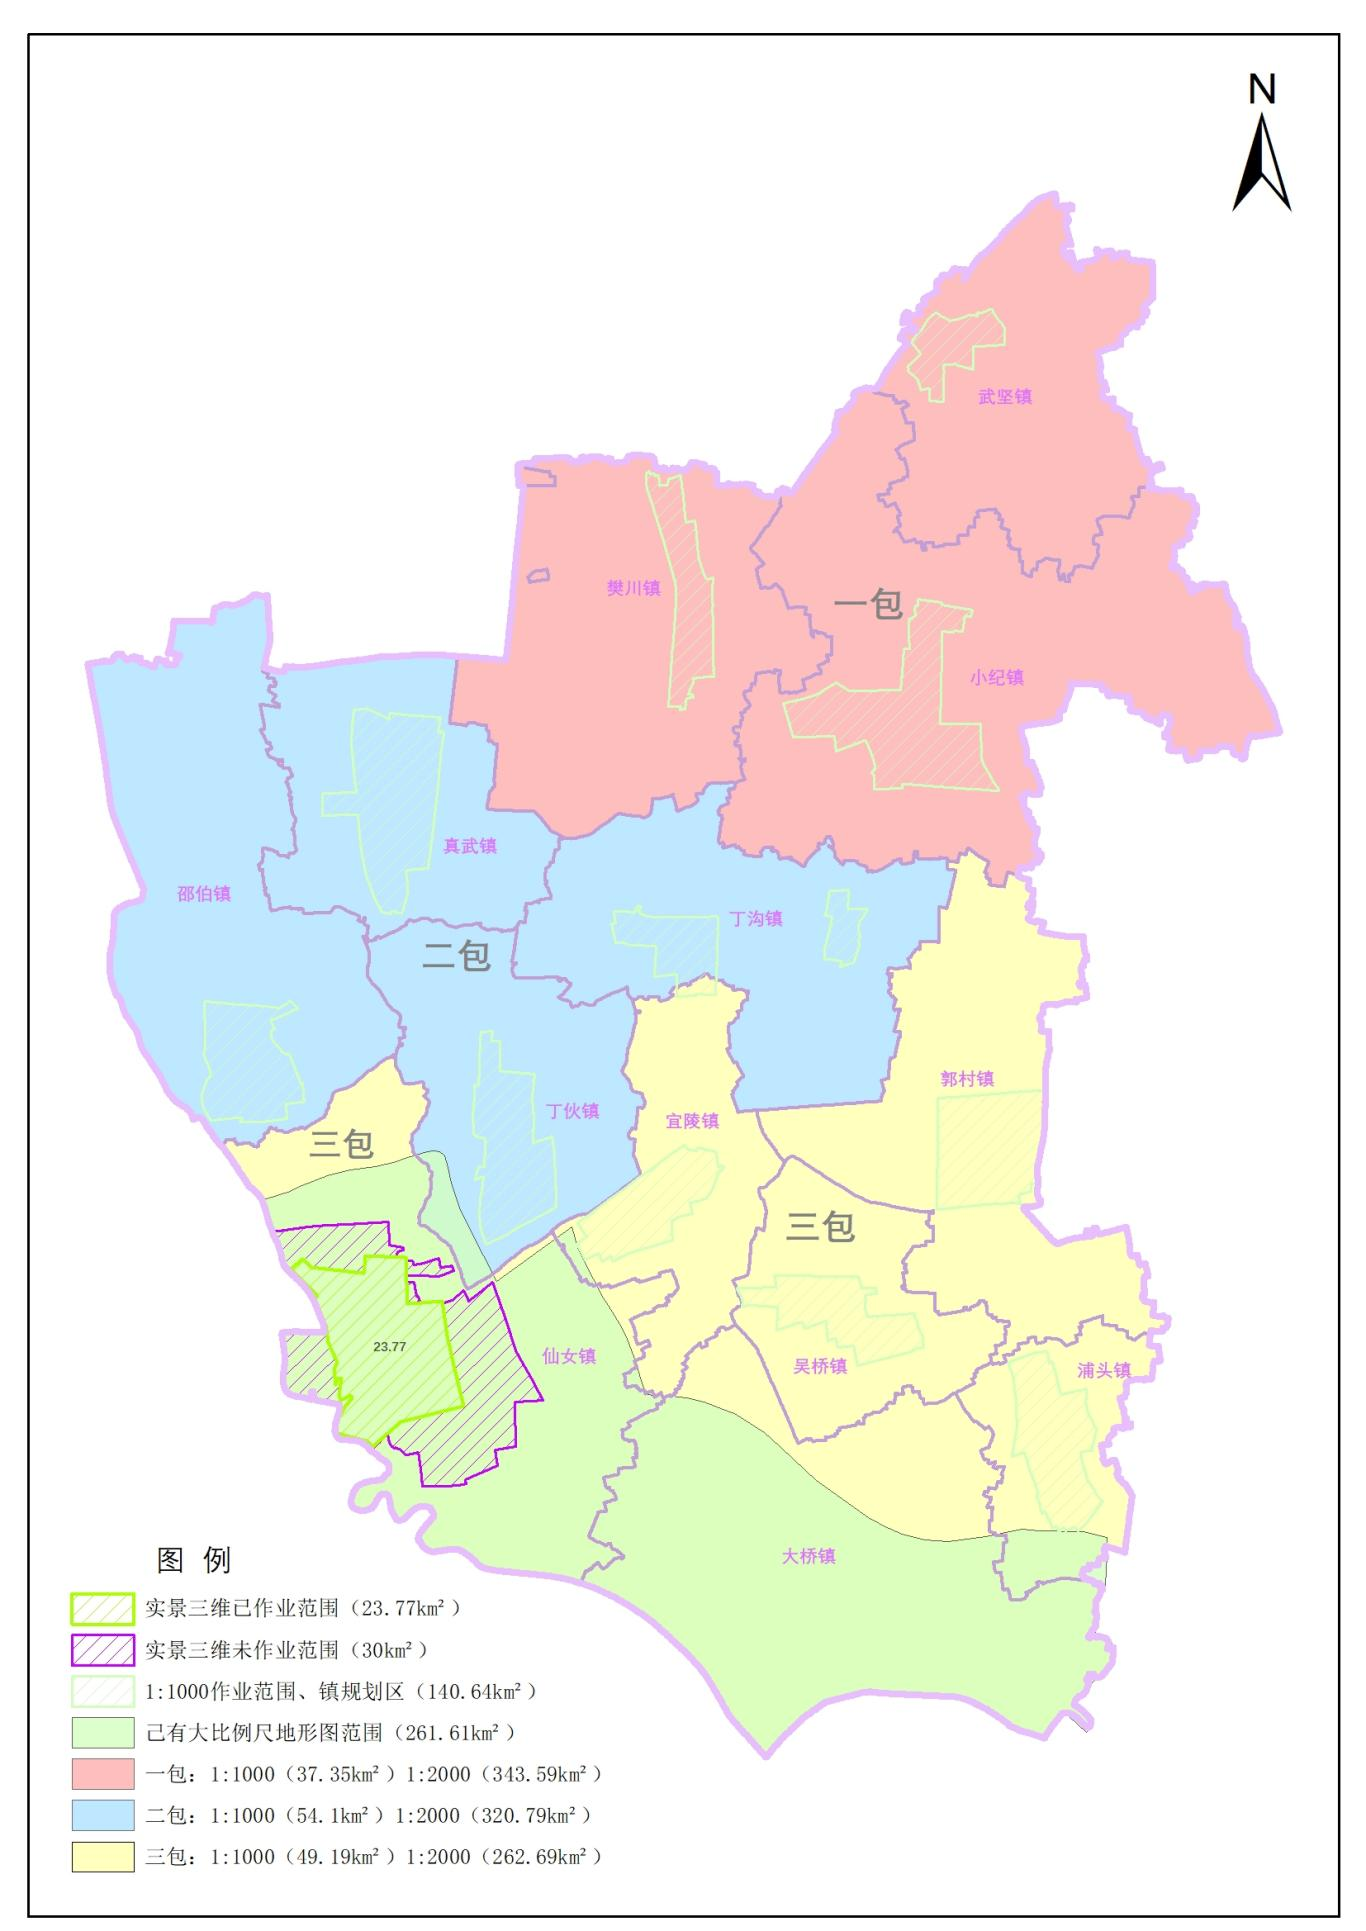 N
武坚镇
樊川镇
一包
小纪镇
真武镇
邵伯镇
丁沟镇
二包
郭村镇
丁伙镇
宜陵镇
三包
三包
23.77
仙女镇
吴桥镇
浦头镇
大桥镇
图 例
实景三维已作业范围（23.77km²）
实景三维未作业范围（30km²）
1:1000作业范围、镇规划区（140.64km²）
已有大比例尺地形图范围（261.61km²）
一包：1:1000（37.35km²）1:2000（343.59km²）
二包：1:1000（54.1km²）1:2000（320.79km²）
三包：1:1000（49.19km²）1:2000（262.69km²）